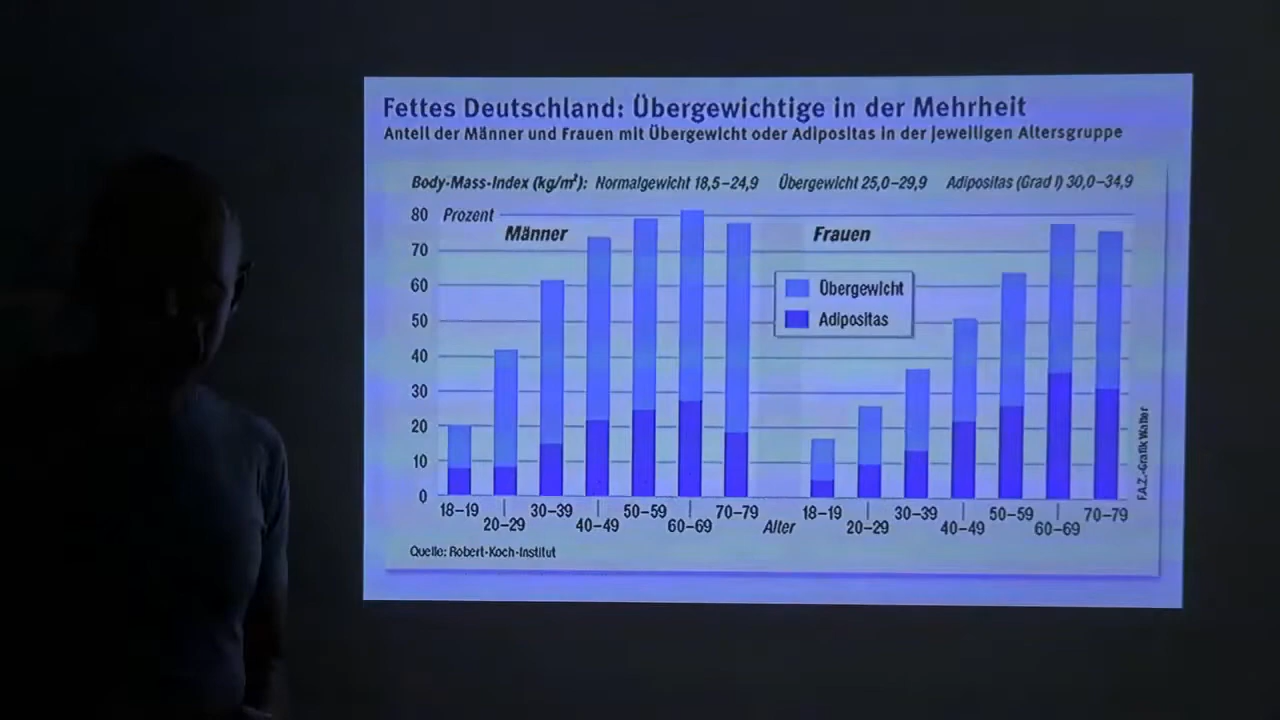 Fettes Deutschland: Übergewichtige in der Mehrheit
Anteil der Männer und Frauen mit Übergewicht oder Adipositas in der jeweiligen Altersgruppe
Body-Mass-Index (kg/m²): Normalgewicht 18,5–24,9 Übergewicht 25,0–29,9 Adipositas (Grad I) 30,0–34,9
80 Prozent
Männer Frauen
70
60
Übergewicht
50
Adipositas
40
30
20
10
0
18–19 20–29 30–39 40–49 50–59 60–69 70–79 Alter 18–19 20–29 30–39 40–49 50–59 60–69 70–79
Quelle: Robert-Koch-Institut
F.A.Z.-Grafik Walter